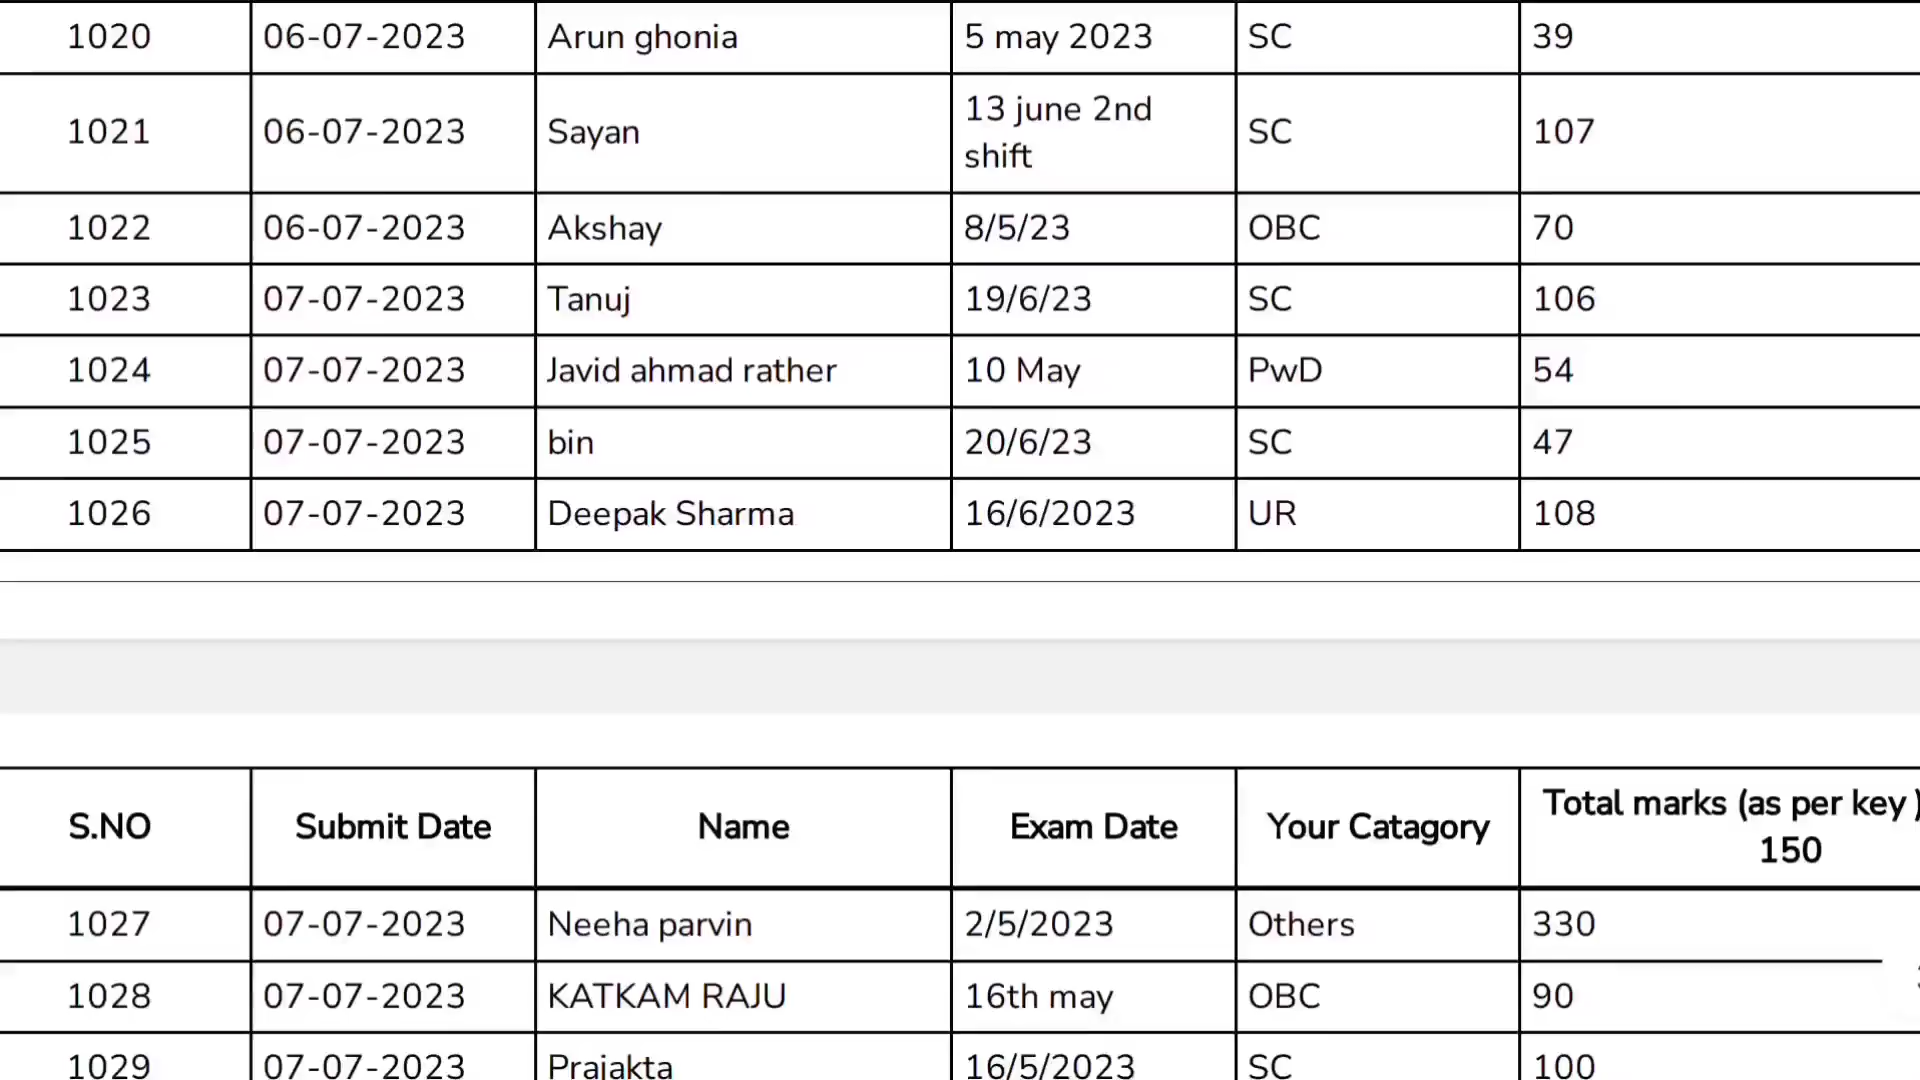 1020 06-07-2023 Arun ghonia 5 may 2023 SC 39
1021 06-07-2023 Sayan 13 june 2nd shift SC 107
1022 06-07-2023 Akshay 8/5/23 OBC 70
1023 07-07-2023 Tanuj 19/6/23 SC 106
1024 07-07-2023 Javid ahmad rather 10 May PwD 54
1025 07-07-2023 bin 20/6/23 SC 47
1026 07-07-2023 Deepak Sharma 16/6/2023 UR 108
S.NO Submit Date Name Exam Date Your Catagory Total marks (as per key ) 150
1027 07-07-2023 Neeha parvin 2/5/2023 Others 330
1028 07-07-2023 KATKAM RAJU 16th may OBC 90
1029 07-07-2023 Prajakta 16/5/2023 SC 100